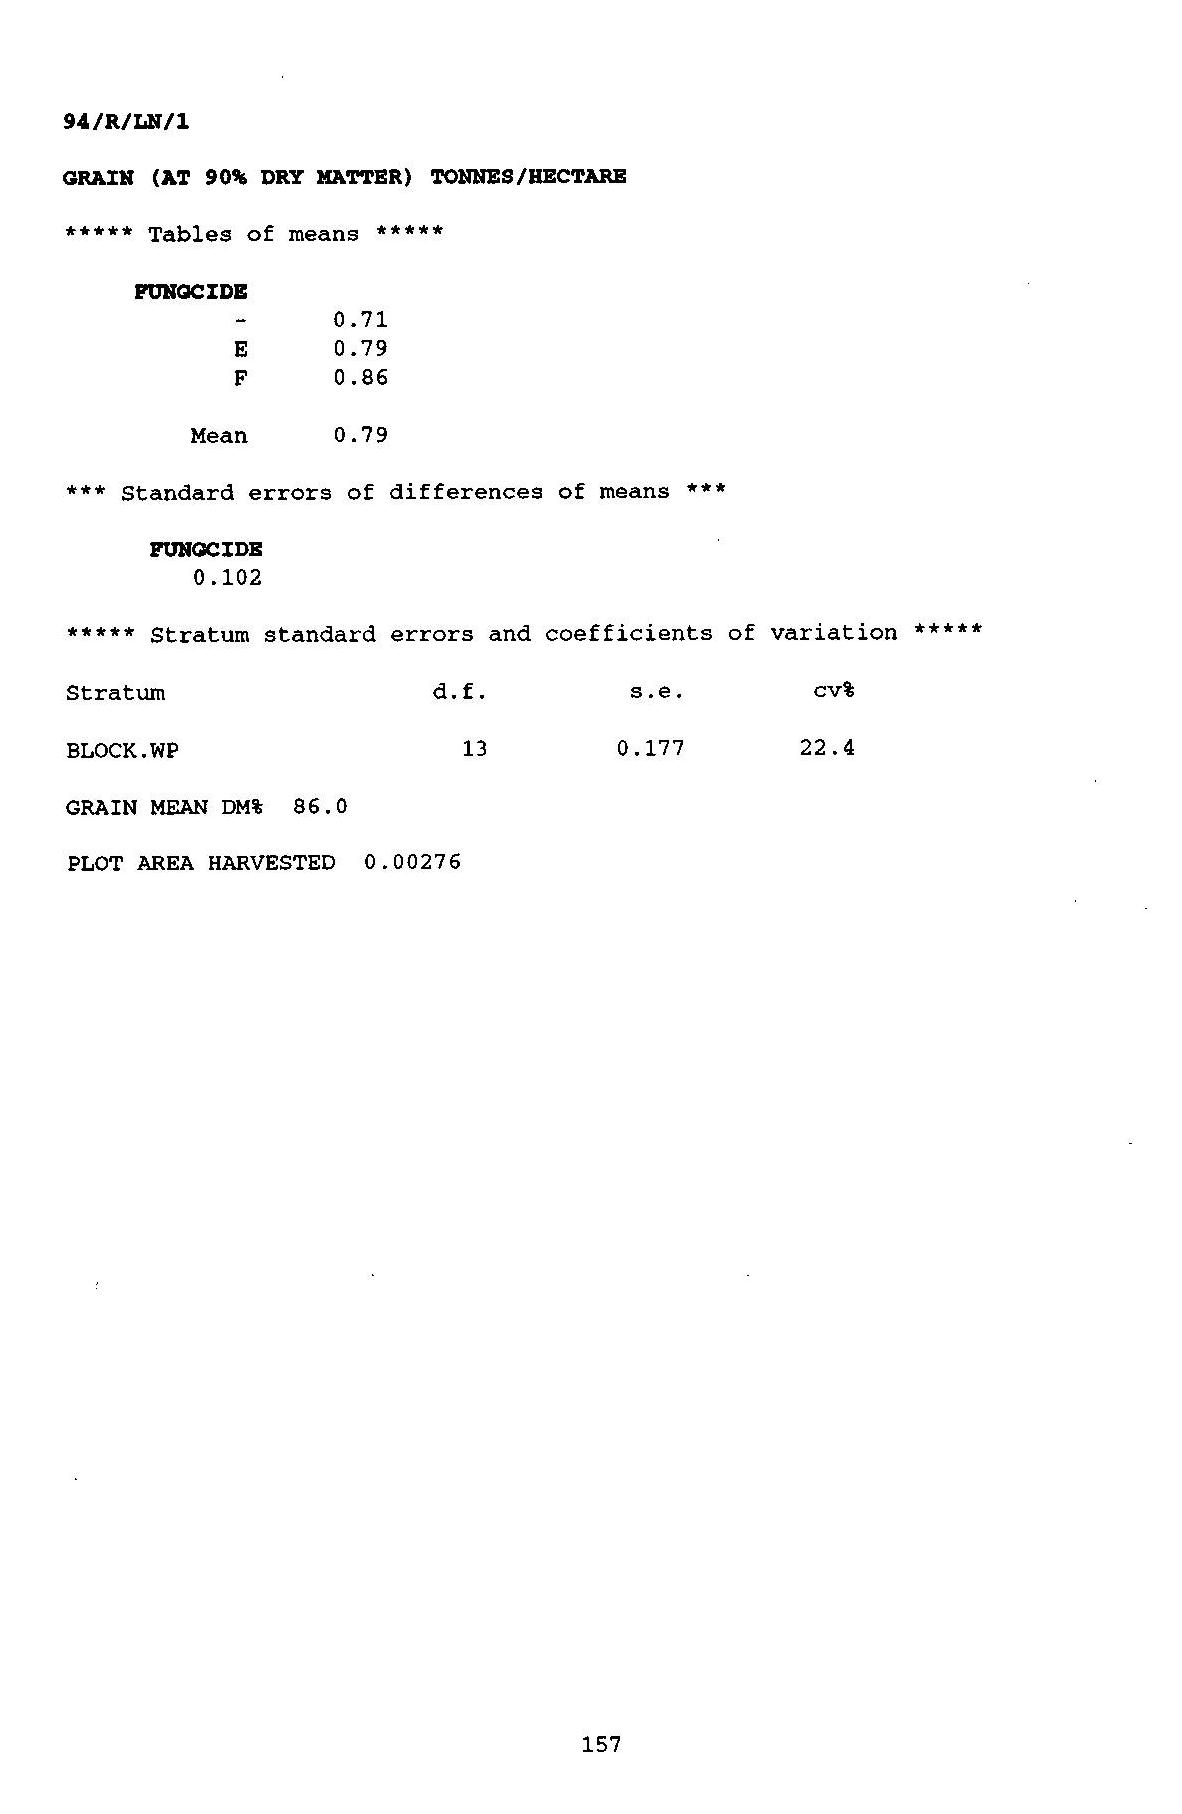 94/R/LN/1
GRAIN (AT 90% DRY MATTER) TONNES/HECTARE
***** Tables of means *****
FUNGCIDE
- 0.71
E 0.79
F 0.86
Mean 0.79
*** Standard errors of differences of means ***
FUNGCIDE
0.102
***** Stratum standard errors and coefficients of variation *****
Stratum d.f. s.e. cv%
BLOCK.WP 13 0.177 22.4
GRAIN MEAN DM% 86.0
PLOT AREA HARVESTED 0.00276
157